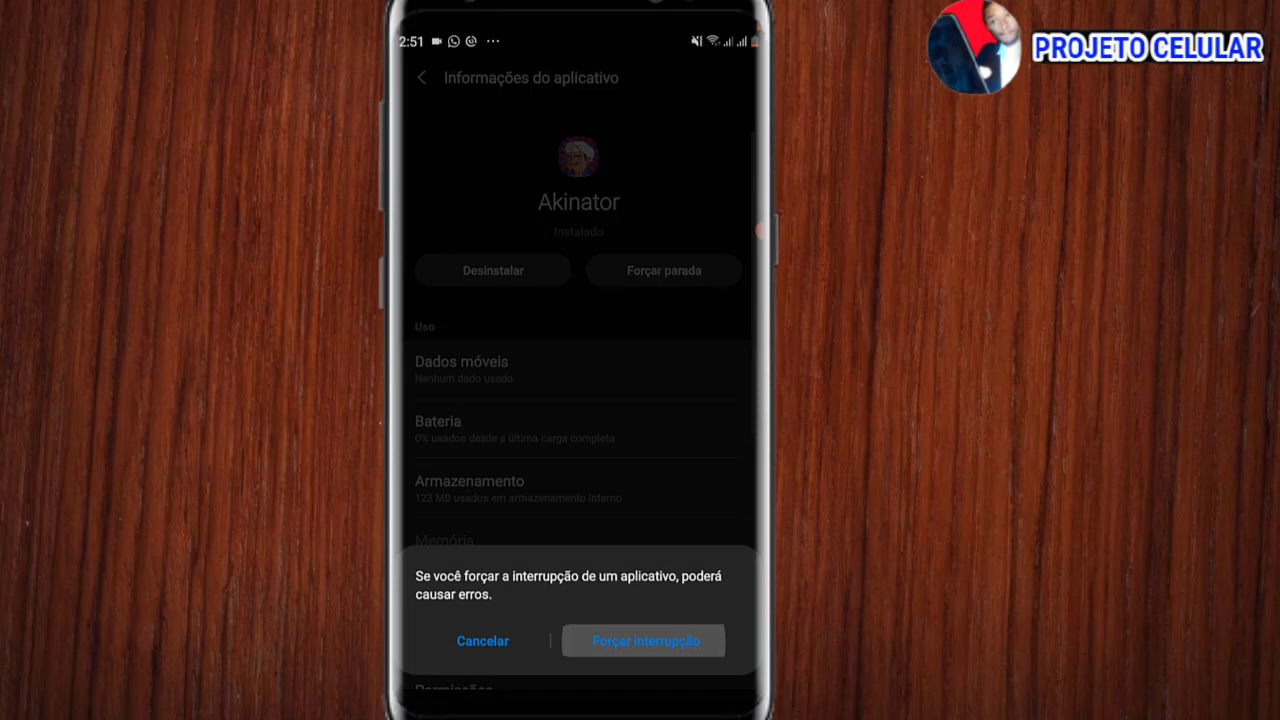 PROJETO CELULAR
2:51
Informações do aplicativo
Akinator
Instalado
Desinstalar
Forçar parada
Uso
Dados móveis
Nenhum dado usado
Bateria
0% usados desde a última carga completa
Armazenamento
123 MB usados em armazenamento interno
Memória
Se você forçar a interrupção de um aplicativo, poderá
causar erros.
Cancelar
Forçar interrupção
Permissões